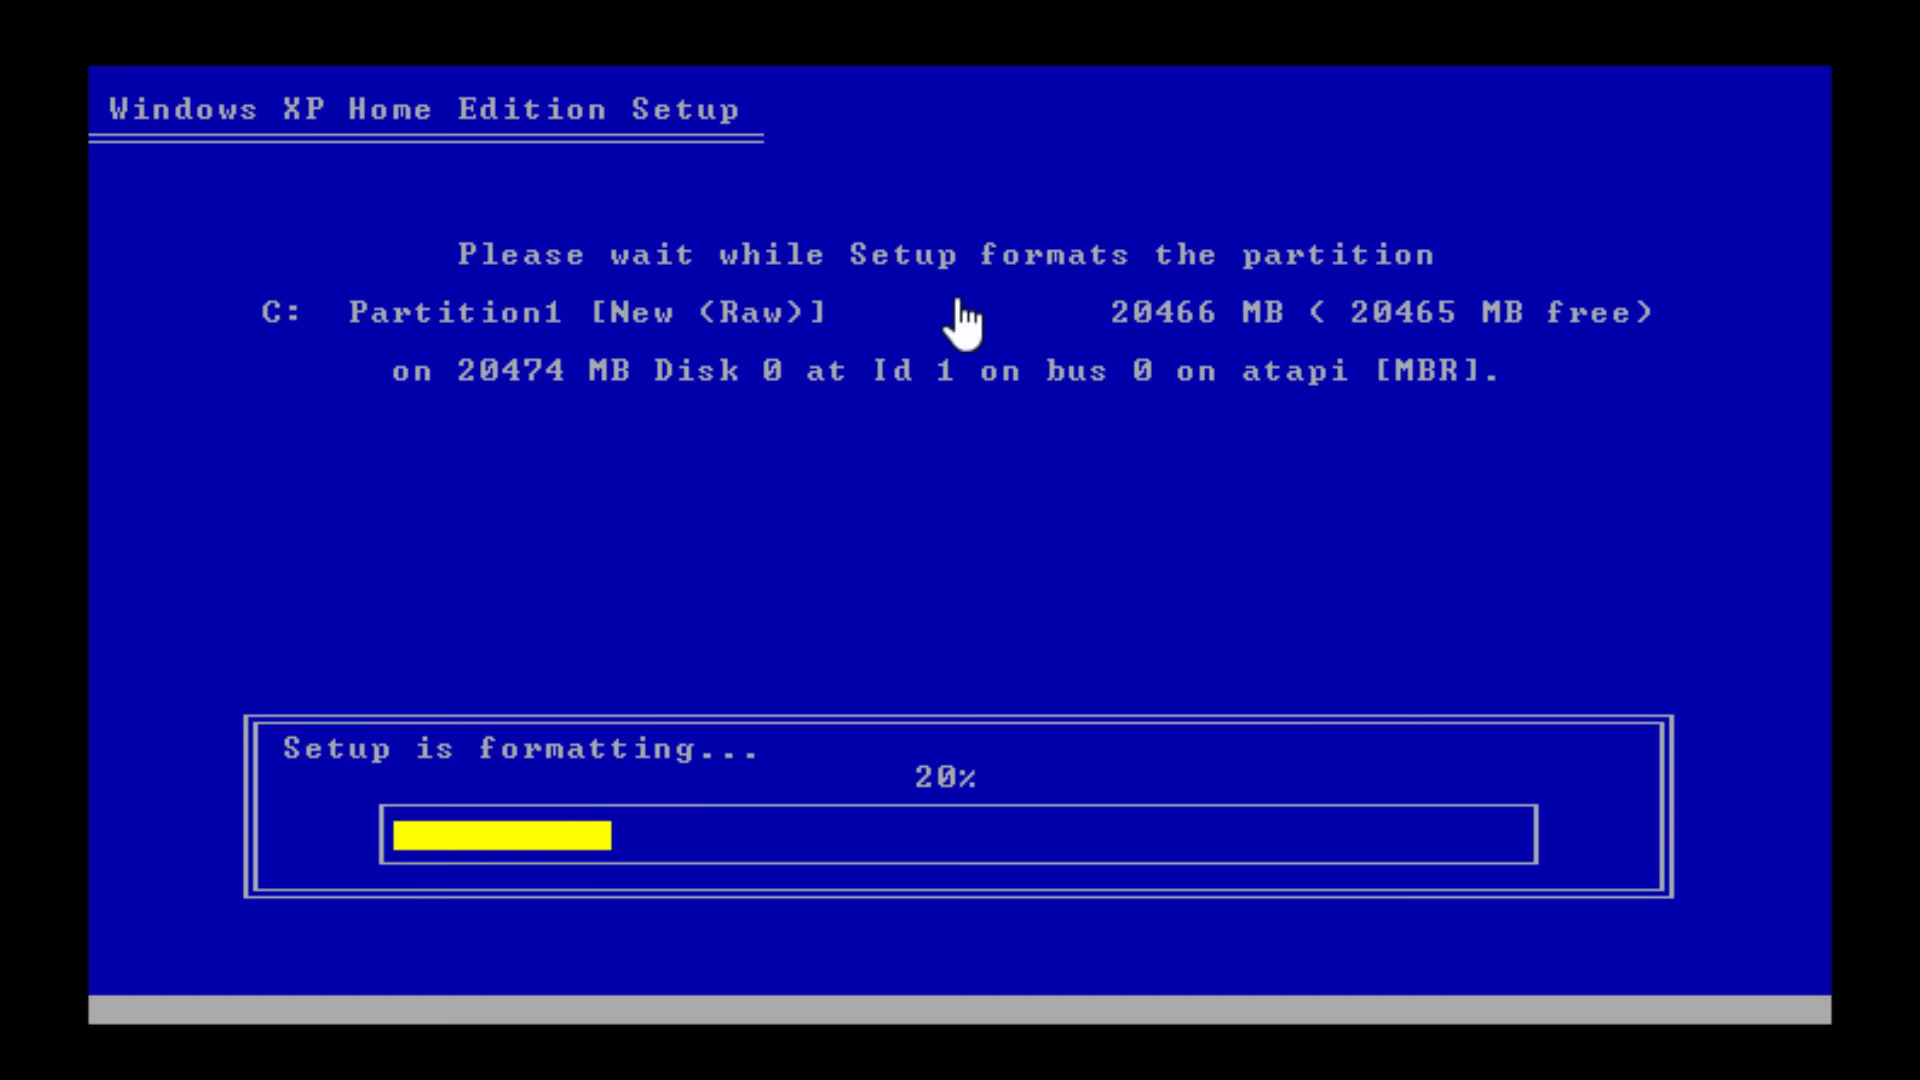 Windows XP Home Edition Setup
Please wait while Setup formats the partition
C:  Partition1 [New (Raw)]             20466 MB ( 20465 MB free)
on 20474 MB Disk 0 at Id 1 on bus 0 on atapi [MBR].
Setup is formatting...
20%